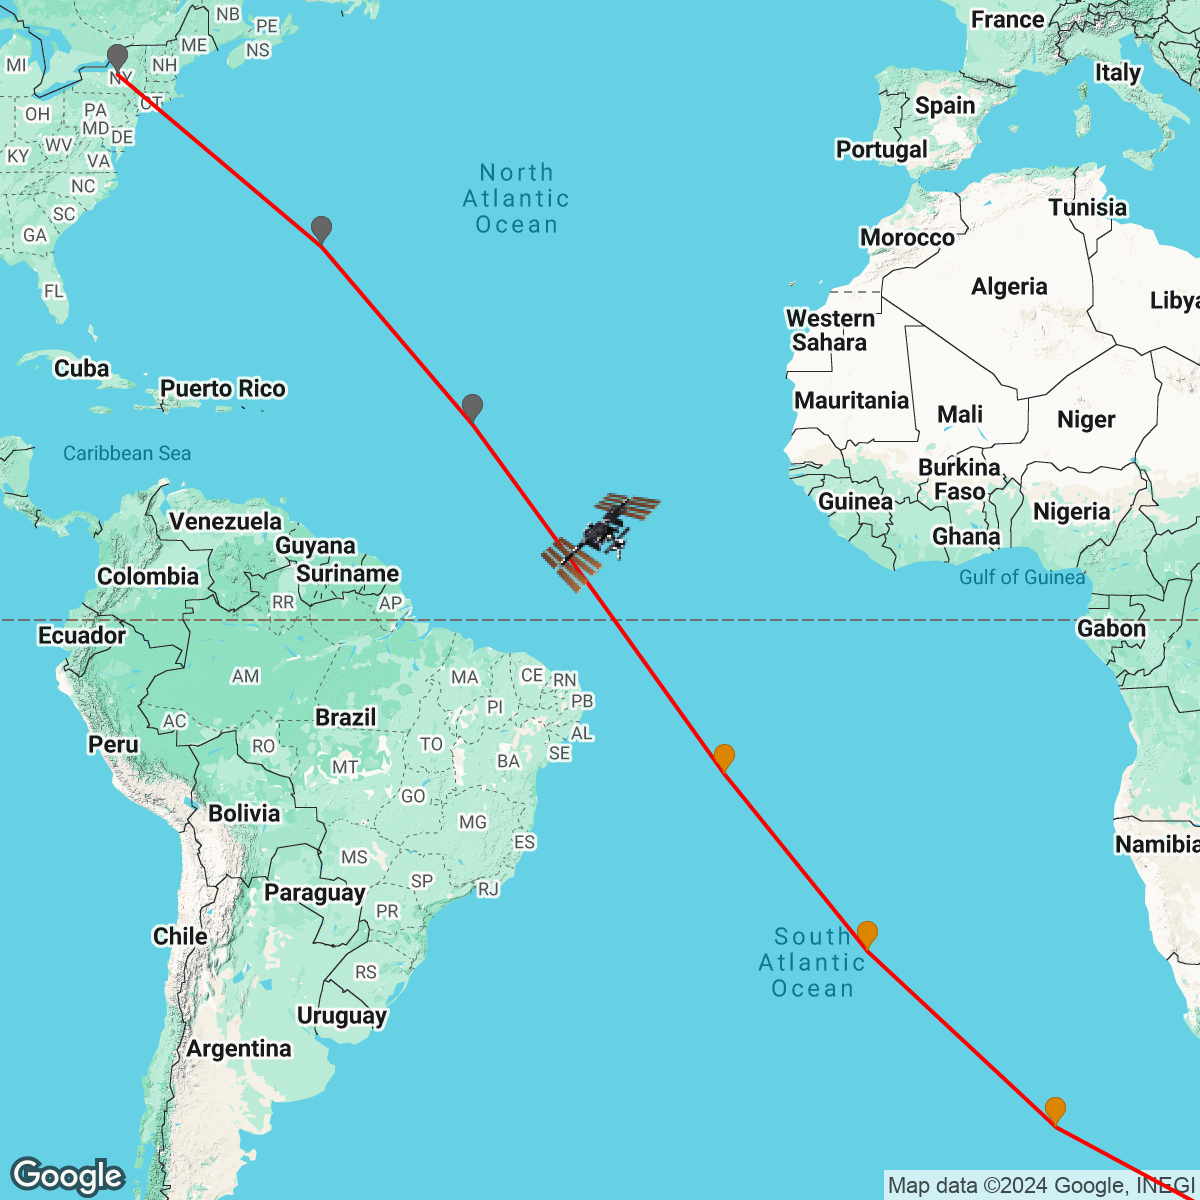 NB
PE
ME
NS
France
MI
NY
NH
Italy
OH
PA
CT
Spain
MD
DE
WV
KY
VA
Portugal
NC
North
Atlantic
Ocean
SC
GA
Tunisia
Morocco
FL
Algeria
Libya
Western
Sahara
Cuba
Puerto Rico
Mauritania
Mali
Niger
Caribbean Sea
Burkina
Faso
Guinea
Nigeria
Venezuela
Ghana
Guyana
Suriname
Colombia
Gulf of Guinea
RR
AP
Ecuador
Gabon
AM
MA
CE
RN
PB
PI
AC
Brazil
AL
Peru
RO
TO
SE
MT
BA
GO
Bolivia
MG
ES
Namibia
MS
SP
RJ
Paraguay
PR
Chile
South
Atlantic
Ocean
RS
Uruguay
Argentina
Google
Map data ©2024 Google, INEGI